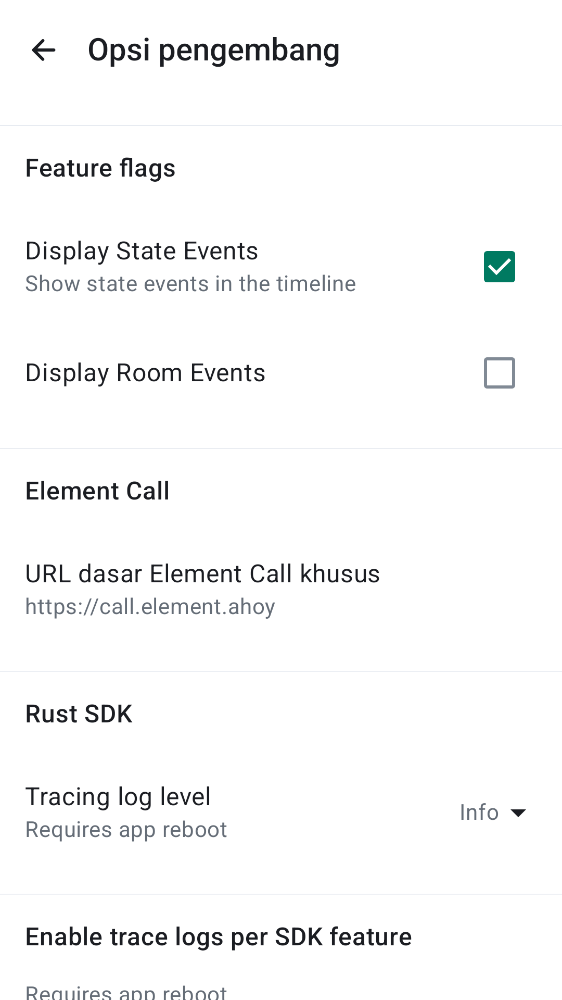 Opsi pengembang
Feature flags
Display State Events
Show state events in the timeline
Display Room Events
Element Call
URL dasar Element Call khusus
https://call.element.ahoy
Rust SDK
Tracing log level
Requires app reboot
Info
Enable trace logs per SDK feature
Requires app reboot